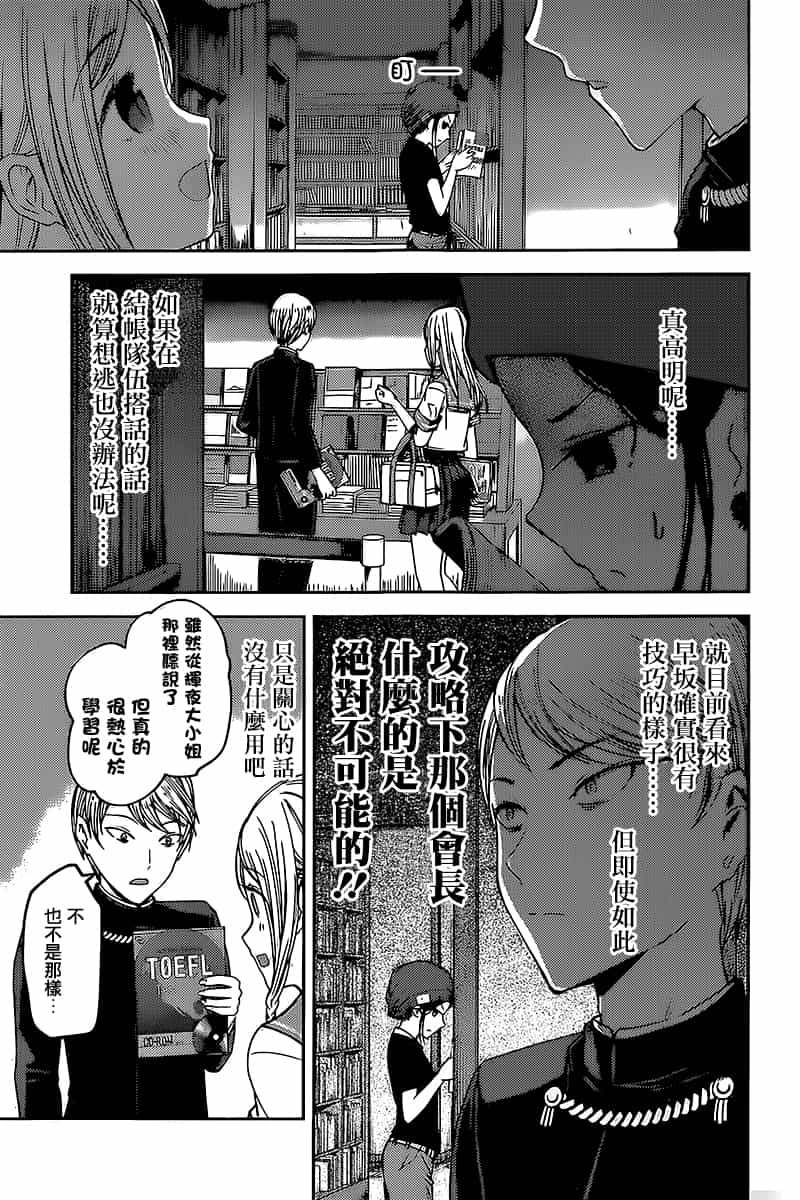 盯──
真高明呢……
如果在
結帳隊伍搭話的話
就算想逃也沒辦法呢……
就目前看來
早坂確實很有
技巧的樣子……
但即使如此
攻略下那個會長
什麼的是
絕對不可能的!!
只是關心的話
沒有什麼用吧
雖然從輝夜大小姐
那裡聽說了
但真的
很熱心於
學習呢
不
也不是那樣…
TOEFL
CD-ROM